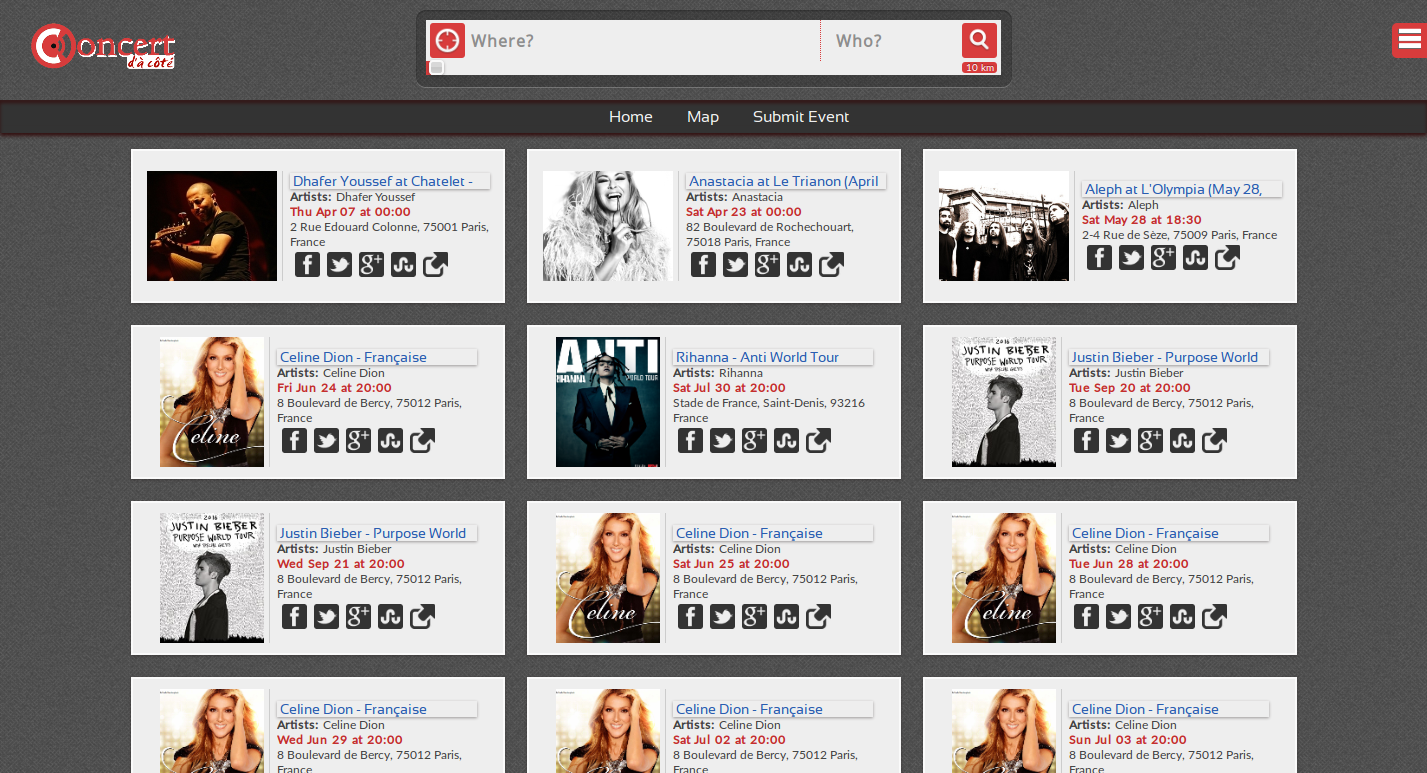 Concert
d'à côté
Where?
Who?
10 km
Home
Map
Submit Event
Dhafer Youssef at Chatelet -
Artists: Dhafer Youssef
Thu Apr 07 at 00:00
2 Rue Edouard Colonne, 75001 Paris,
France
Anastacia at Le Trianon (April
Artists: Anastacia
Sat Apr 23 at 00:00
82 Boulevard de Rochechouart,
75018 Paris, France
Aleph at L'Olympia (May 28,
Artists: Aleph
Sat May 28 at 18:30
2-4 Rue de Sèze, 75009 Paris, France
Celine
Celine Dion - Française
Artists: Celine Dion
Fri Jun 24 at 20:00
8 Boulevard de Bercy, 75012 Paris,
France
ANTI
RIHANNA WORLD TOUR
Rihanna - Anti World Tour
Artists: Rihanna
Sat Jul 30 at 20:00
Stade de France, Saint-Denis, 93216
France
2016
JUSTIN BIEBER
PURPOSE WORLD TOUR
Justin Bieber - Purpose World
Artists: Justin Bieber
Tue Sep 20 at 20:00
8 Boulevard de Bercy, 75012 Paris,
France
2016
JUSTIN BIEBER
PURPOSE WORLD TOUR
Justin Bieber - Purpose World
Artists: Justin Bieber
Wed Sep 21 at 20:00
8 Boulevard de Bercy, 75012 Paris,
France
Celine
Celine Dion - Française
Artists: Celine Dion
Sat Jun 25 at 20:00
8 Boulevard de Bercy, 75012 Paris,
France
Celine
Celine Dion - Française
Artists: Celine Dion
Tue Jun 28 at 20:00
8 Boulevard de Bercy, 75012 Paris,
France
Celine Dion - Française
Artists: Celine Dion
Wed Jun 29 at 20:00
8 Boulevard de Bercy, 75012 Paris,
France
Celine Dion - Française
Artists: Celine Dion
Sat Jul 02 at 20:00
8 Boulevard de Bercy, 75012 Paris,
France
Celine Dion - Française
Artists: Celine Dion
Sun Jul 03 at 20:00
8 Boulevard de Bercy, 75012 Paris,
France